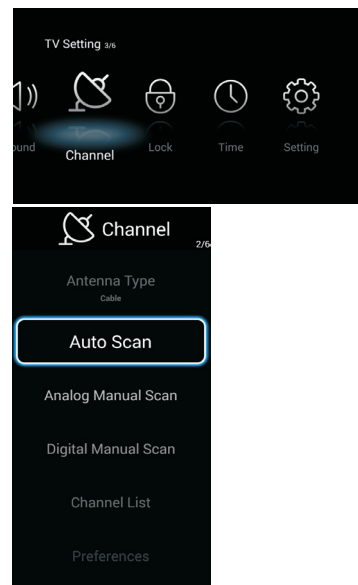 TV Setting 3/6
ound Channel Lock Time Setting
Channel 2/6
Antenna Type
Cable
Auto Scan
Analog Manual Scan
Digital Manual Scan
Channel List
Preferences